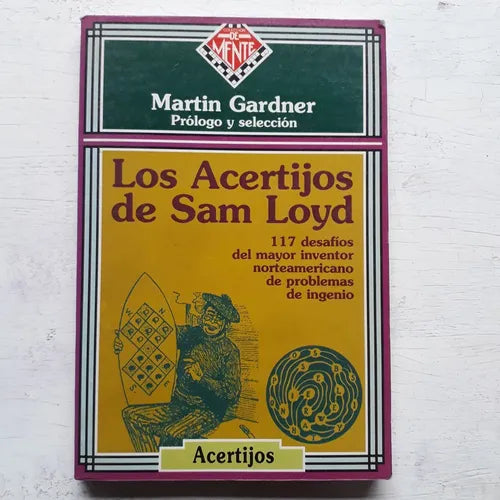 DE
MENTE
Martin Gardner
Prólogo y selección
Los Acertijos
de Sam Loyd
117 desafíos
del mayor inventor
norteamericano
de problemas
de ingenio
Acertijos